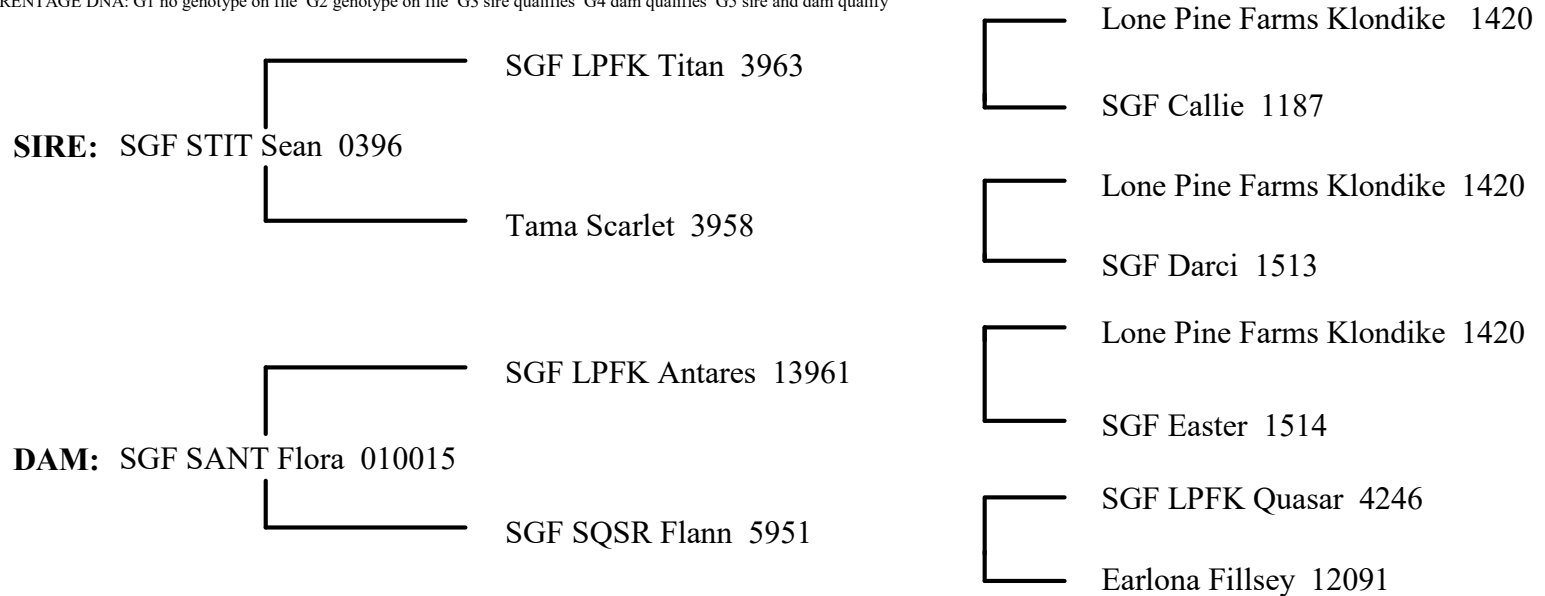 RENTAGE DNA: G1 no genotype on file G2 genotype on file G3 sire qualifies G4 dam qualifies G5 sire and dam qualify
Lone Pine Farms Klondike 1420
SGF LPFK Titan 3963
SGF Callie 1187
SIRE: SGF STIT Sean 0396
Lone Pine Farms Klondike 1420
Tama Scarlet 3958
SGF Darci 1513
Lone Pine Farms Klondike 1420
SGF LPFK Antares 13961
SGF Easter 1514
DAM: SGF SANT Flora 010015
SGF LPFK Quasar 4246
SGF SQSR Flann 5951
Earlona Fillsey 12091